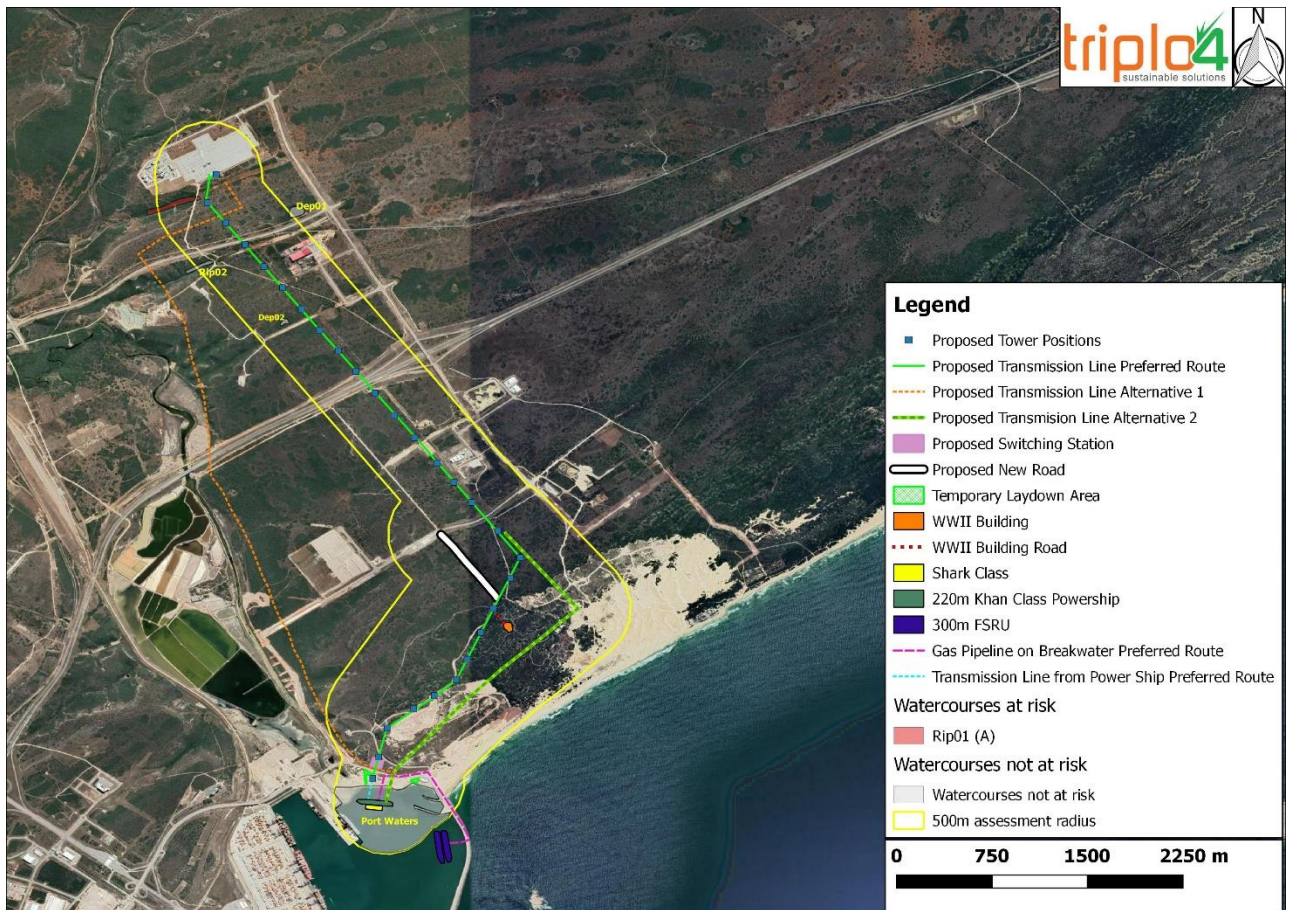 triplo4
sustainable solutions
N
Dep01
Rip02
Dep02
Port Waters
Legend
Proposed Tower Positions
Proposed Transmission Line Preferred Route
Proposed Transmission Line Alternative 1
Proposed Transmision Line Alternative 2
Proposed Switching Station
Proposed New Road
Temporary Laydown Area
WWII Building
WWII Building Road
Shark Class
220m Khan Class Powership
300m FSRU
Gas Pipeline on Breakwater Preferred Route
Transmission Line from Power Ship Preferred Route
Watercourses at risk
Rip01 (A)
Watercourses not at risk
Watercourses not at risk
500m assessment radius
0 750 1500 2250 m